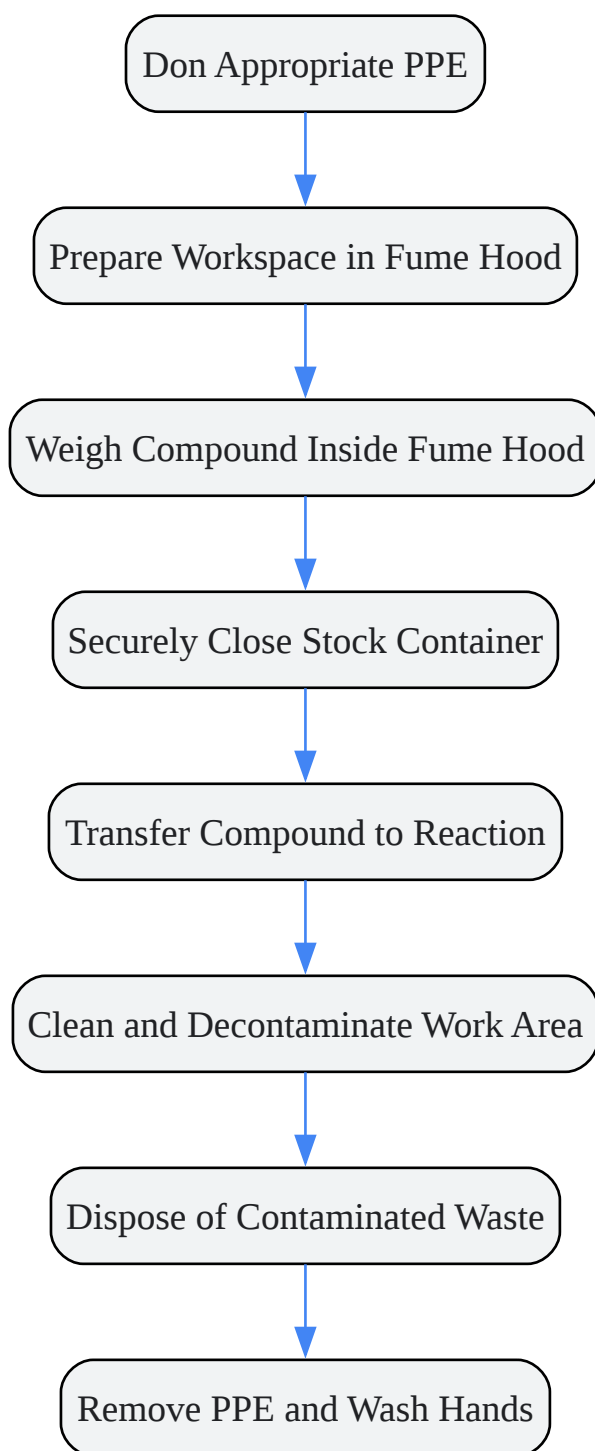 Don Appropriate PPE
Prepare Workspace in Fume Hood
Weigh Compound Inside Fume Hood
Securely Close Stock Container
Transfer Compound to Reaction
Clean and Decontaminate Work Area
Dispose of Contaminated Waste
Remove PPE and Wash Hands